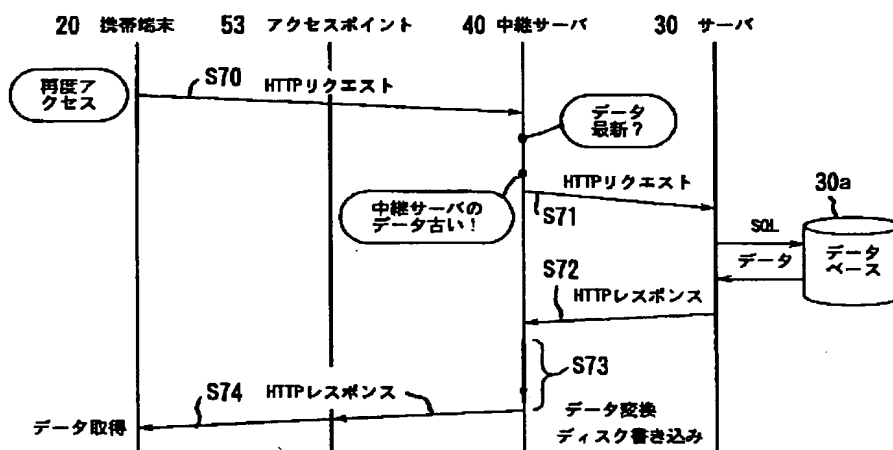 20 携帯端末
53 アクセスポイント
40 中継サーバ
30 サーバ
再度ア
クセス
S70
HTTPリクエスト
データ
最新?
中継サーバの
データ古い!
HTTPリクエスト
S71
30a
SQL
データ
データ
ベース
S72
HTTPレスポンス
S73
S74
HTTPレスポンス
データ取得
データ変換
ディスク書き込み